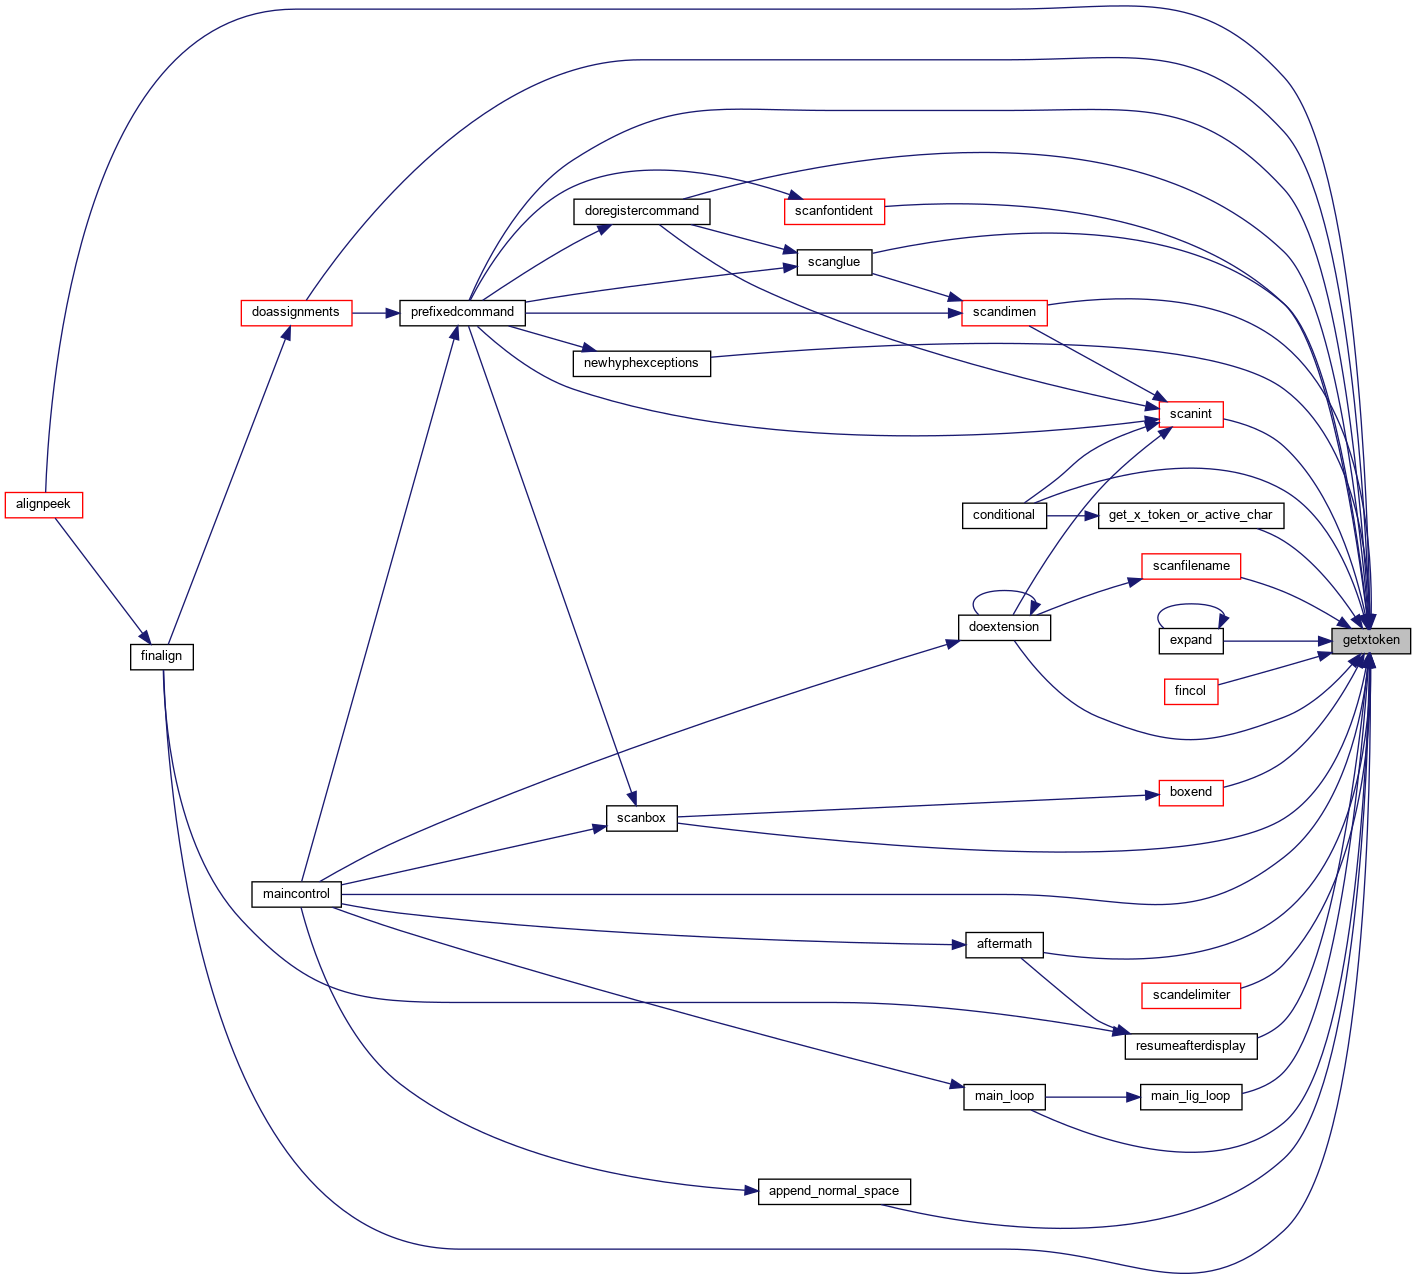 doregistercommand
scanfontident
scanglue
doassignments
prefixedcommand
scandimen
newhyphexceptions
scanint
alignpeek
conditional
get_x_token_or_active_char
scanfilename
doextension
expand
getxtoken
finalign
fincol
boxend
scanbox
maincontrol
aftermath
scandelimiter
resumeafterdisplay
main_loop
main_lig_loop
append_normal_space